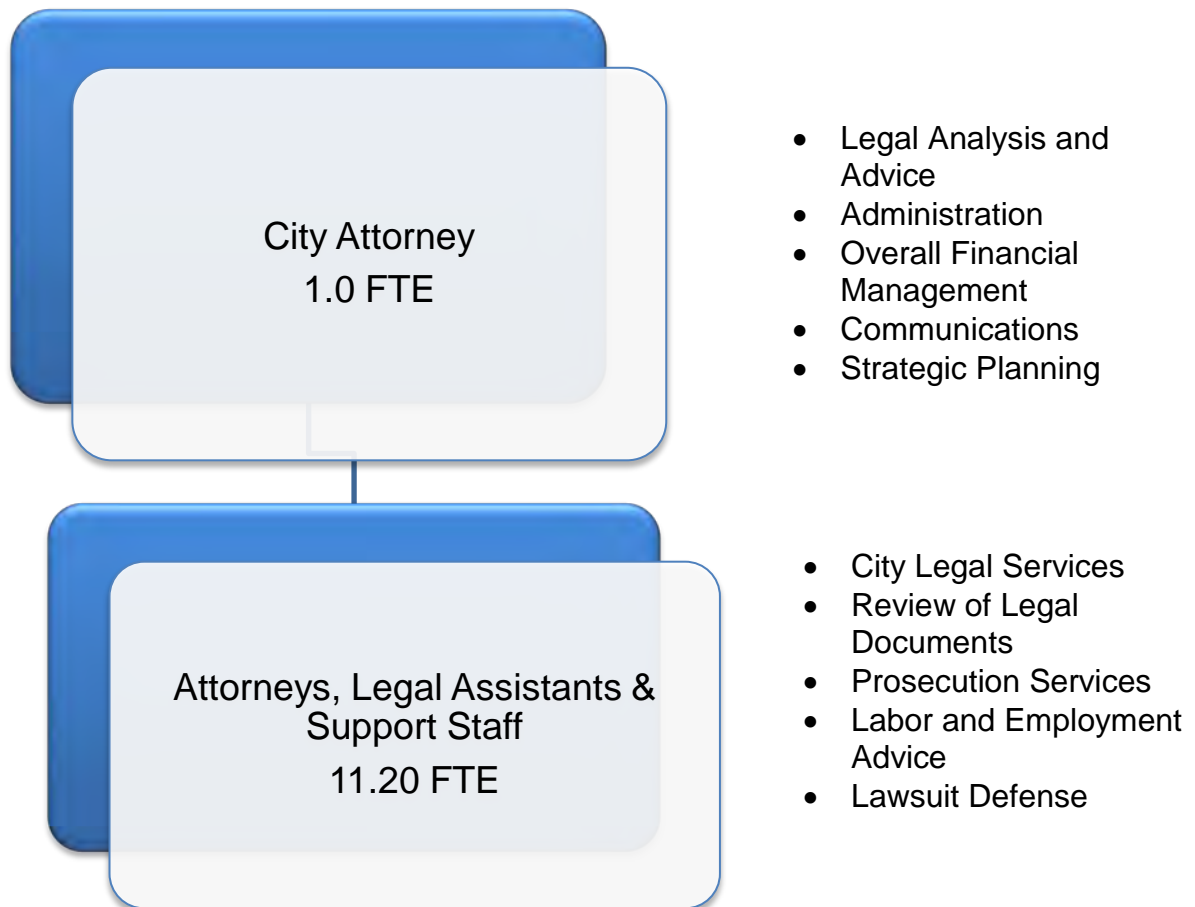 City Attorney
1.0 FTE
• Legal Analysis and
Advice
• Administration
• Overall Financial
Management
• Communications
• Strategic Planning
Attorneys, Legal Assistants &
Support Staff
11.20 FTE
• City Legal Services
• Review of Legal
Documents
• Prosecution Services
• Labor and Employment
Advice
• Lawsuit Defense